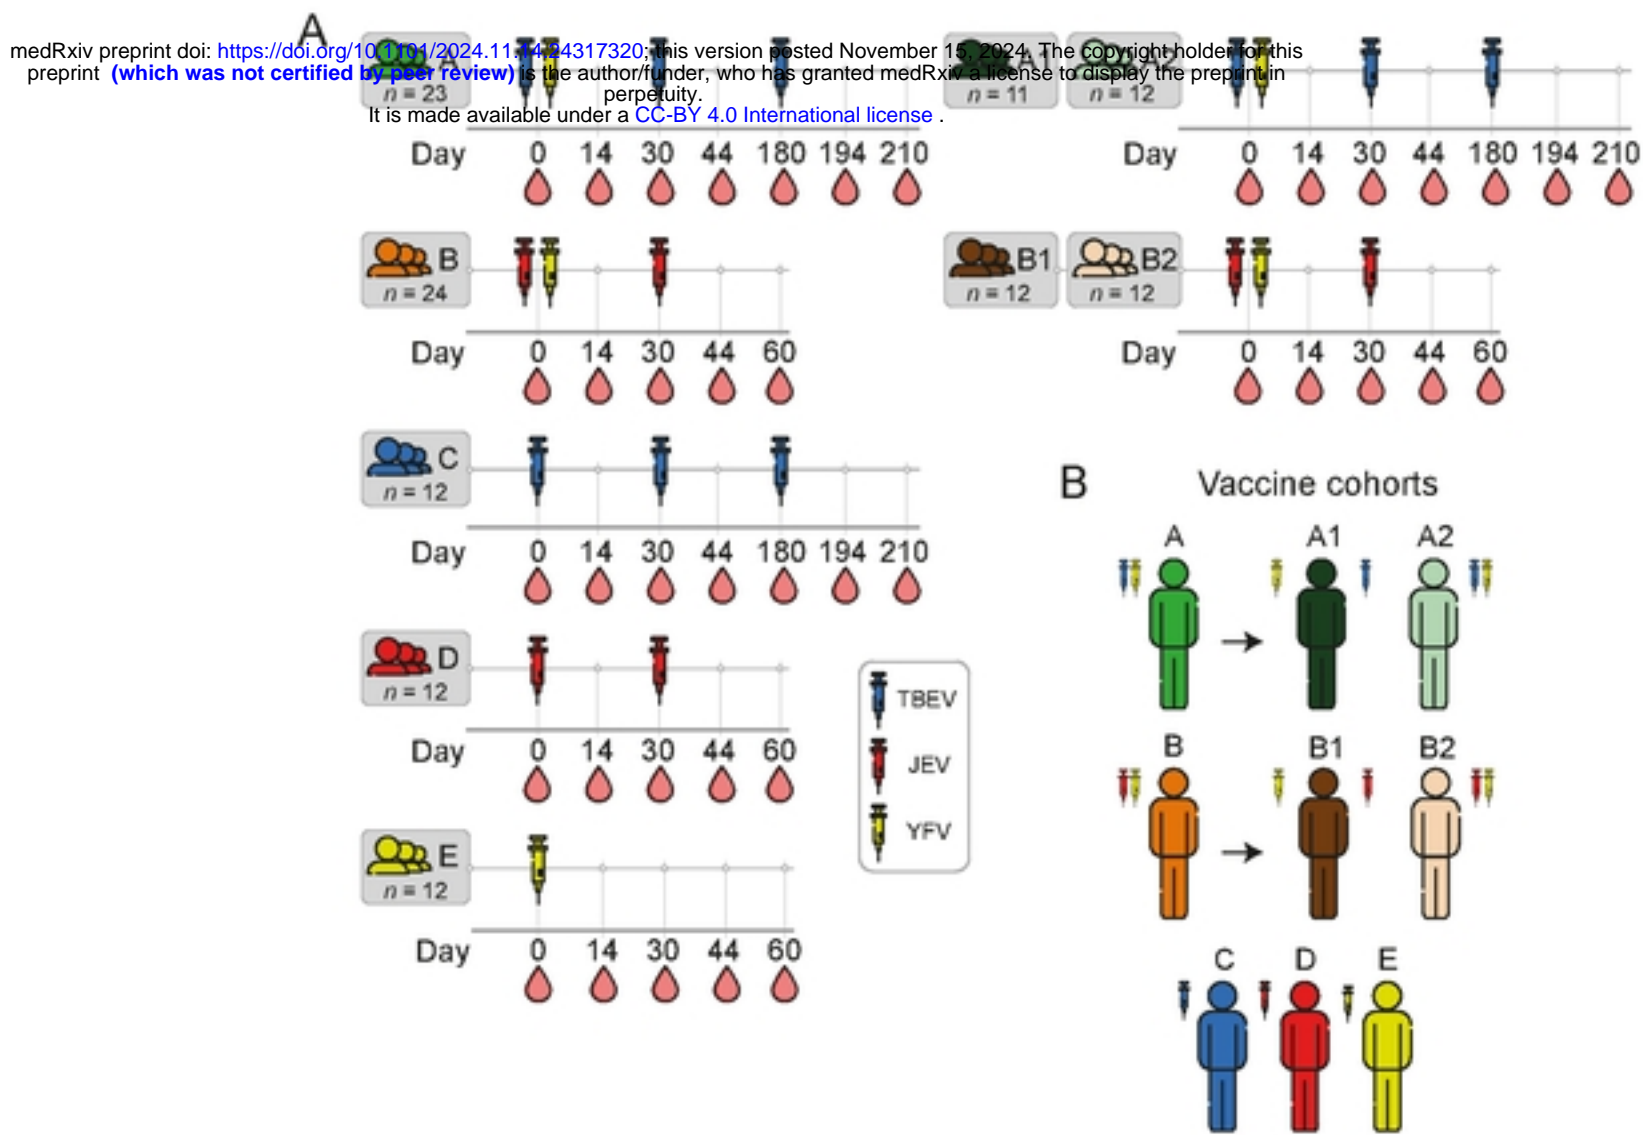 A
medRxiv preprint doi: https://doi.org/10.1101/2024.11.14.24317320; this version posted November 15, 2024. The copyright holder for this
preprint (which was not certified by peer review) is the author/funder, who has granted medRxiv a license to display the preprint in
perpetuity.
It is made available under a CC-BY 4.0 International license .
A
n = 23
Day 0 14 30 44 180 194 210
A1 A2
n = 11 n = 12
Day 0 14 30 44 180 194 210
B
n = 24
Day 0 14 30 44 60
B1 B2
n = 12 n = 12
Day 0 14 30 44 60
C
n = 12
Day 0 14 30 44 180 194 210
D
n = 12
Day 0 14 30 44 60
E
n = 12
Day 0 14 30 44 60
TBEV
JEV
YFV
B Vaccine cohorts
A A1 A2
B B1 B2
C D E